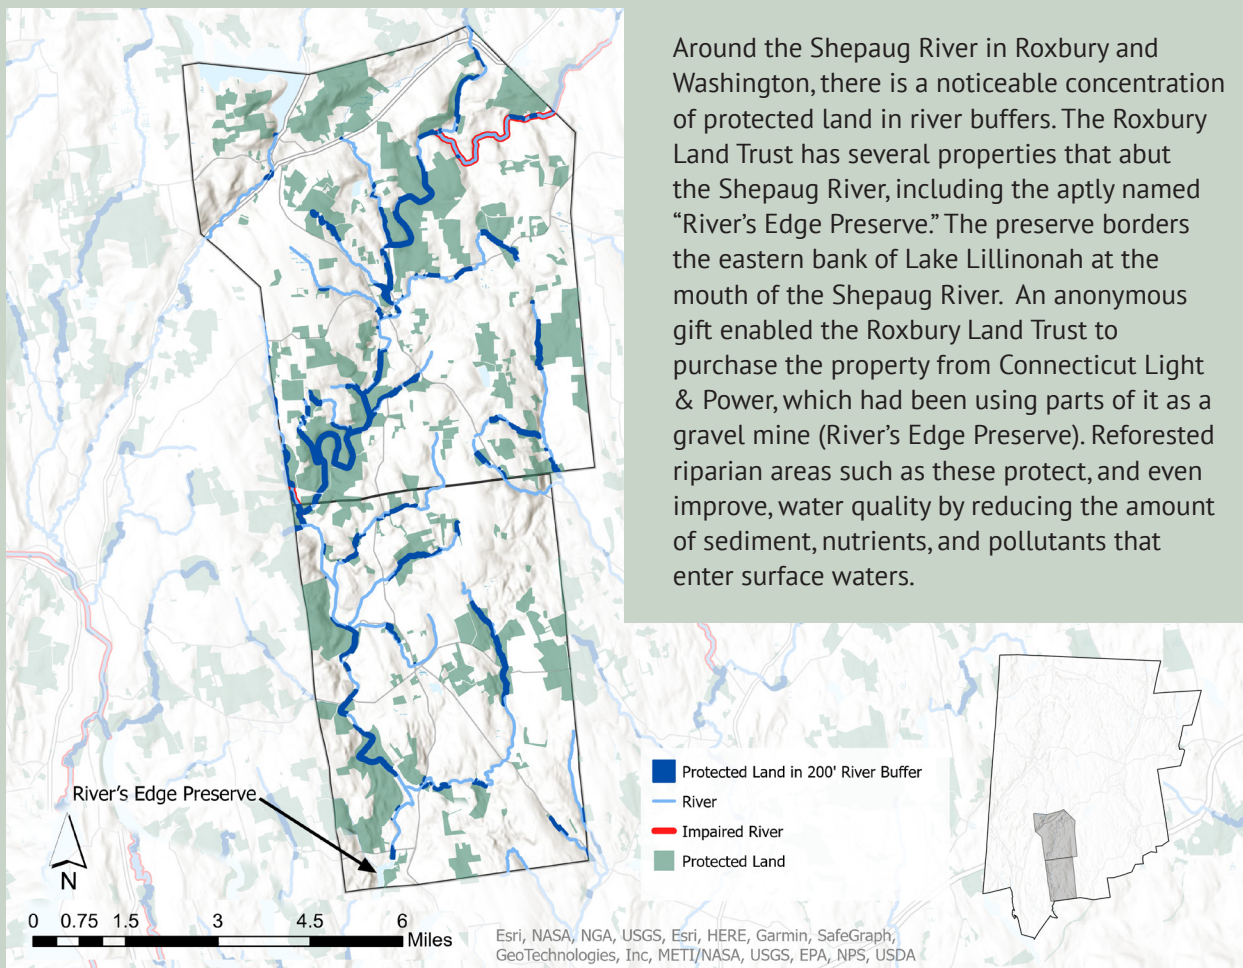 Around the Shepaug River in Roxbury and
Washington, there is a noticeable concentration
of protected land in river buffers. The Roxbury
Land Trust has several properties that abut
the Shepaug River, including the aptly named
“River’s Edge Preserve.” The preserve borders
the eastern bank of Lake Lillinonah at the
mouth of the Shepaug River.  An anonymous
gift enabled the Roxbury Land Trust to
purchase the property from Connecticut Light
& Power, which had been using parts of it as a
gravel mine (River’s Edge Preserve). Reforested
riparian areas such as these protect, and even
improve, water quality by reducing the amount
of sediment, nutrients, and pollutants that
enter surface waters.
Protected Land in 200' River Buffer
River
Impaired River
Protected Land
River's Edge Preserve
N
0 0.75 1.5 3 4.5 6
Miles
Esri, NASA, NGA, USGS, Esri, HERE, Garmin, SafeGraph,
GeoTechnologies, Inc, METI/NASA, USGS, EPA, NPS, USDA